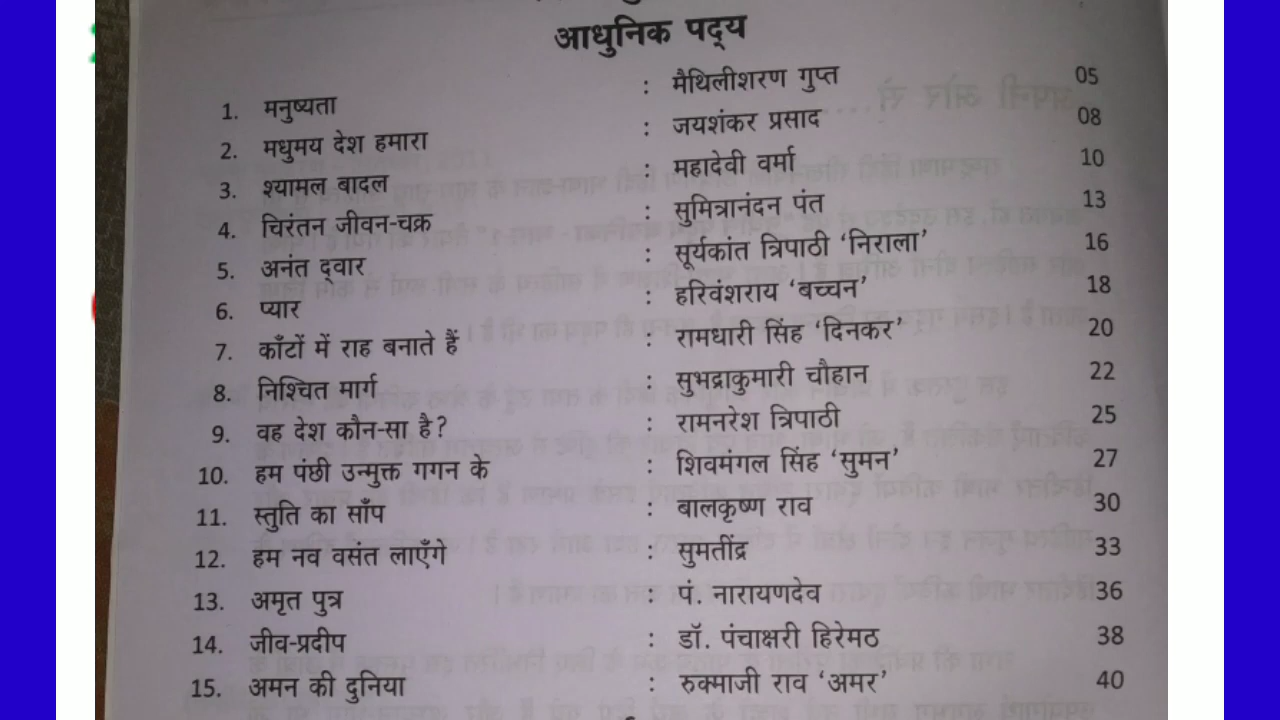 आधुनिक पद्य
1. मनुष्यता : मैथिलीशरण गुप्त 05
2. मधुमय देश हमारा : जयशंकर प्रसाद 08
3. श्यामल बादल : महादेवी वर्मा 10
4. चिरंतन जीवन-चक्र : सुमित्रानंदन पंत 13
5. अनंत द्वार : सूर्यकांत त्रिपाठी ‘निराला’ 16
6. प्यार : हरिवंशराय ‘बच्चन’ 18
7. काँटों में राह बनाते हैं : रामधारी सिंह ‘दिनकर’ 20
8. निश्चित मार्ग : सुभद्राकुमारी चौहान 22
9. वह देश कौन-सा है? : रामनरेश त्रिपाठी 25
10. हम पंछी उन्मुक्त गगन के : शिवमंगल सिंह ‘सुमन’ 27
11. स्तुति का साँप : बालकृष्ण राव 30
12. हम नव वसंत लाएँगे : सुमतींद्र 33
13. अमृत पुत्र : पं. नारायणदेव 36
14. जीव-प्रदीप : डॉ. पंचाक्षरी हिरेमठ 38
15. अमन की दुनिया : रुक्माजी राव ‘अमर’ 40